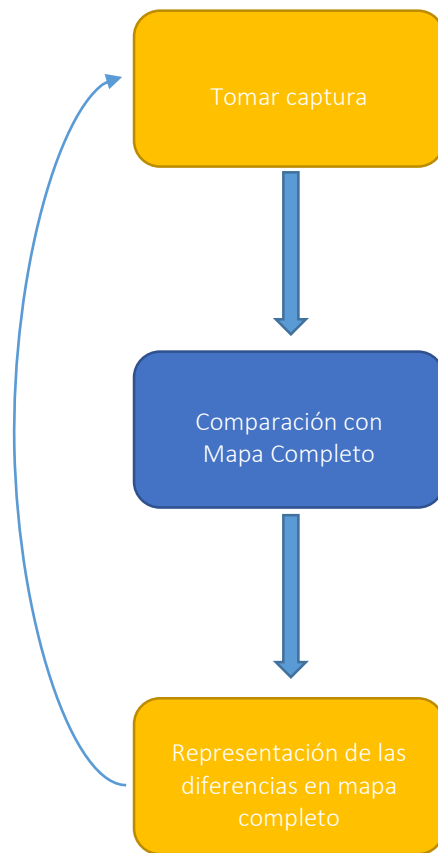 Tomar captura
Comparación con
Mapa Completo
Representación de las
diferencias en mapa
completo